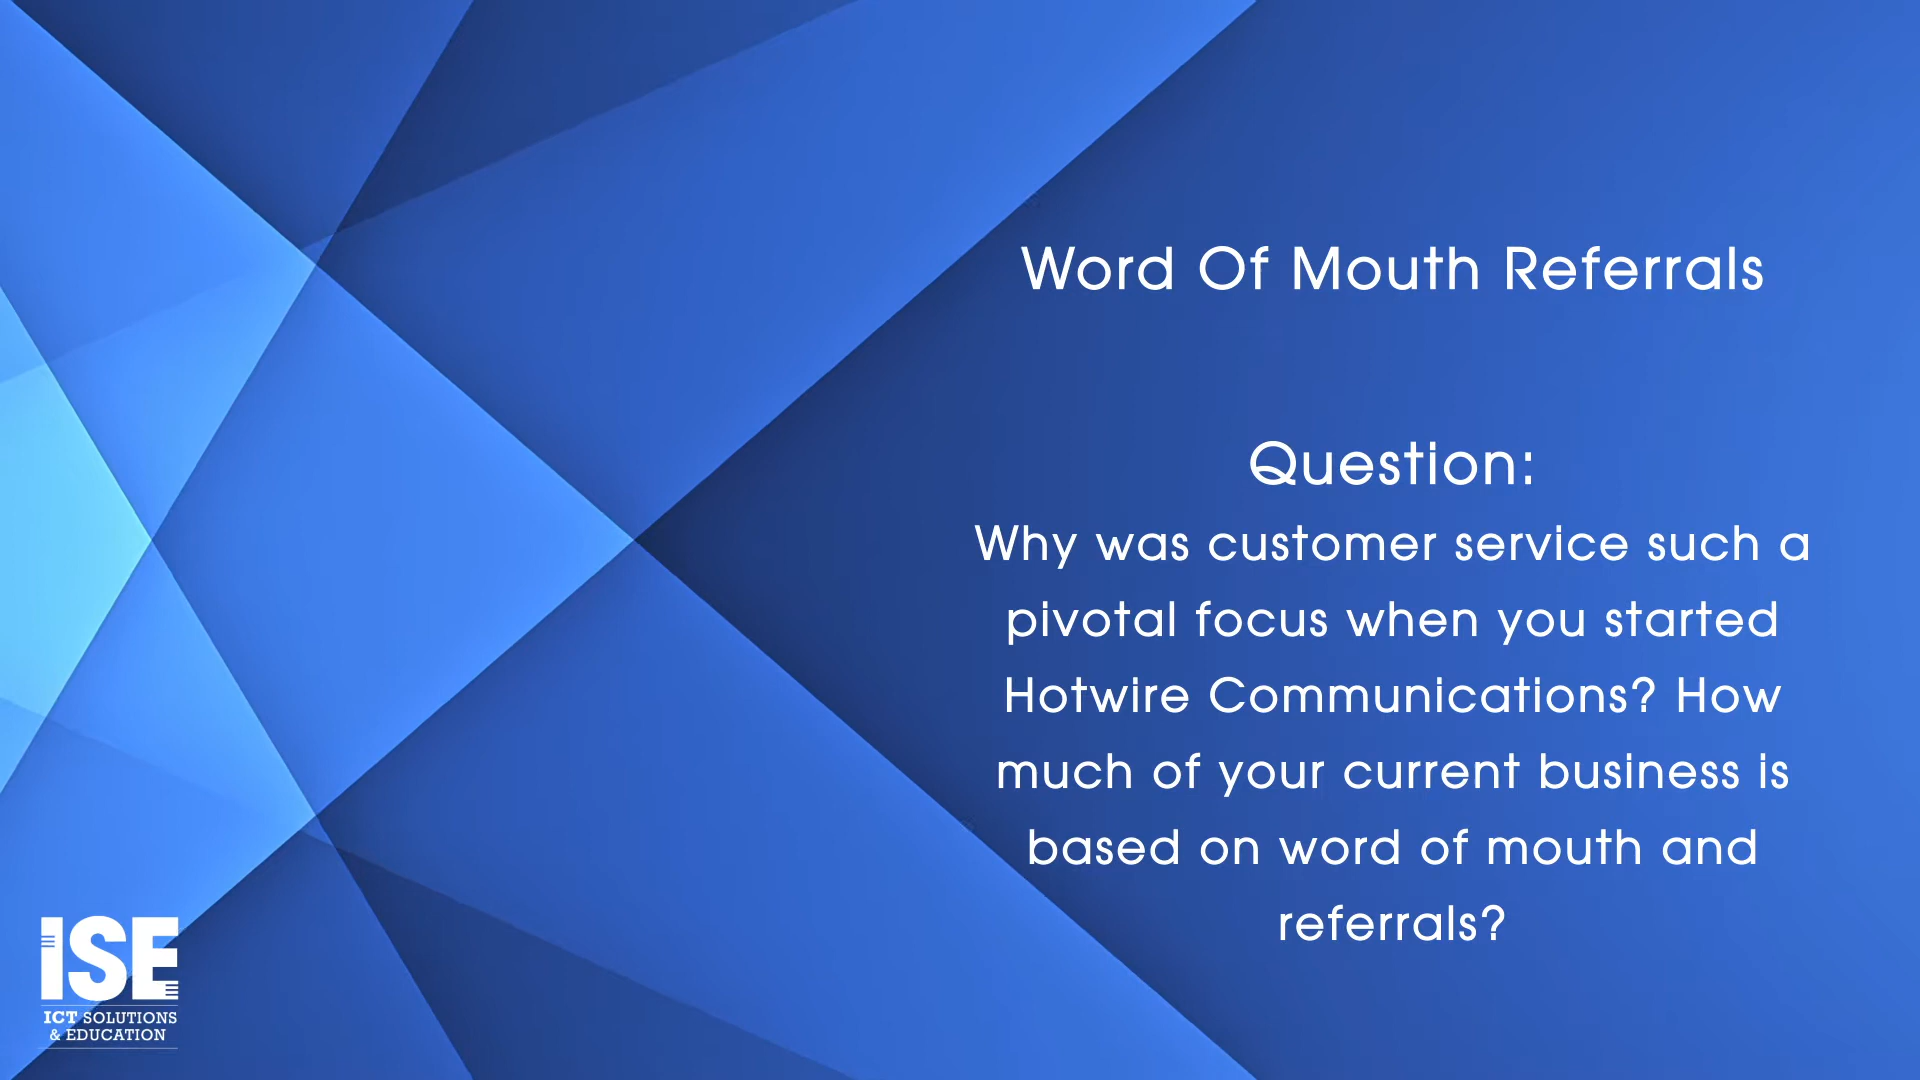 Word Of Mouth Referrals
Question:
Why was customer service such a
pivotal focus when you started
Hotwire Communications? How
much of your current business is
based on word of mouth and
referrals?
ISE
ICT SOLUTIONS
& EDUCATION